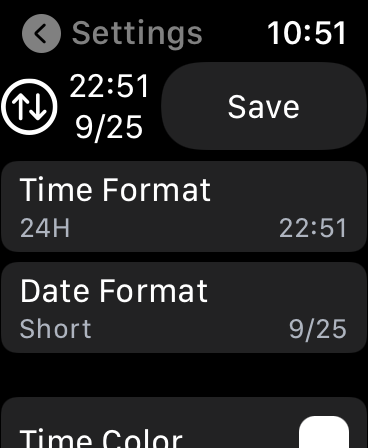 Settings 10:51
22:51
9/25
Save
Time Format
24H 22:51
Date Format
Short 9/25
Time Color